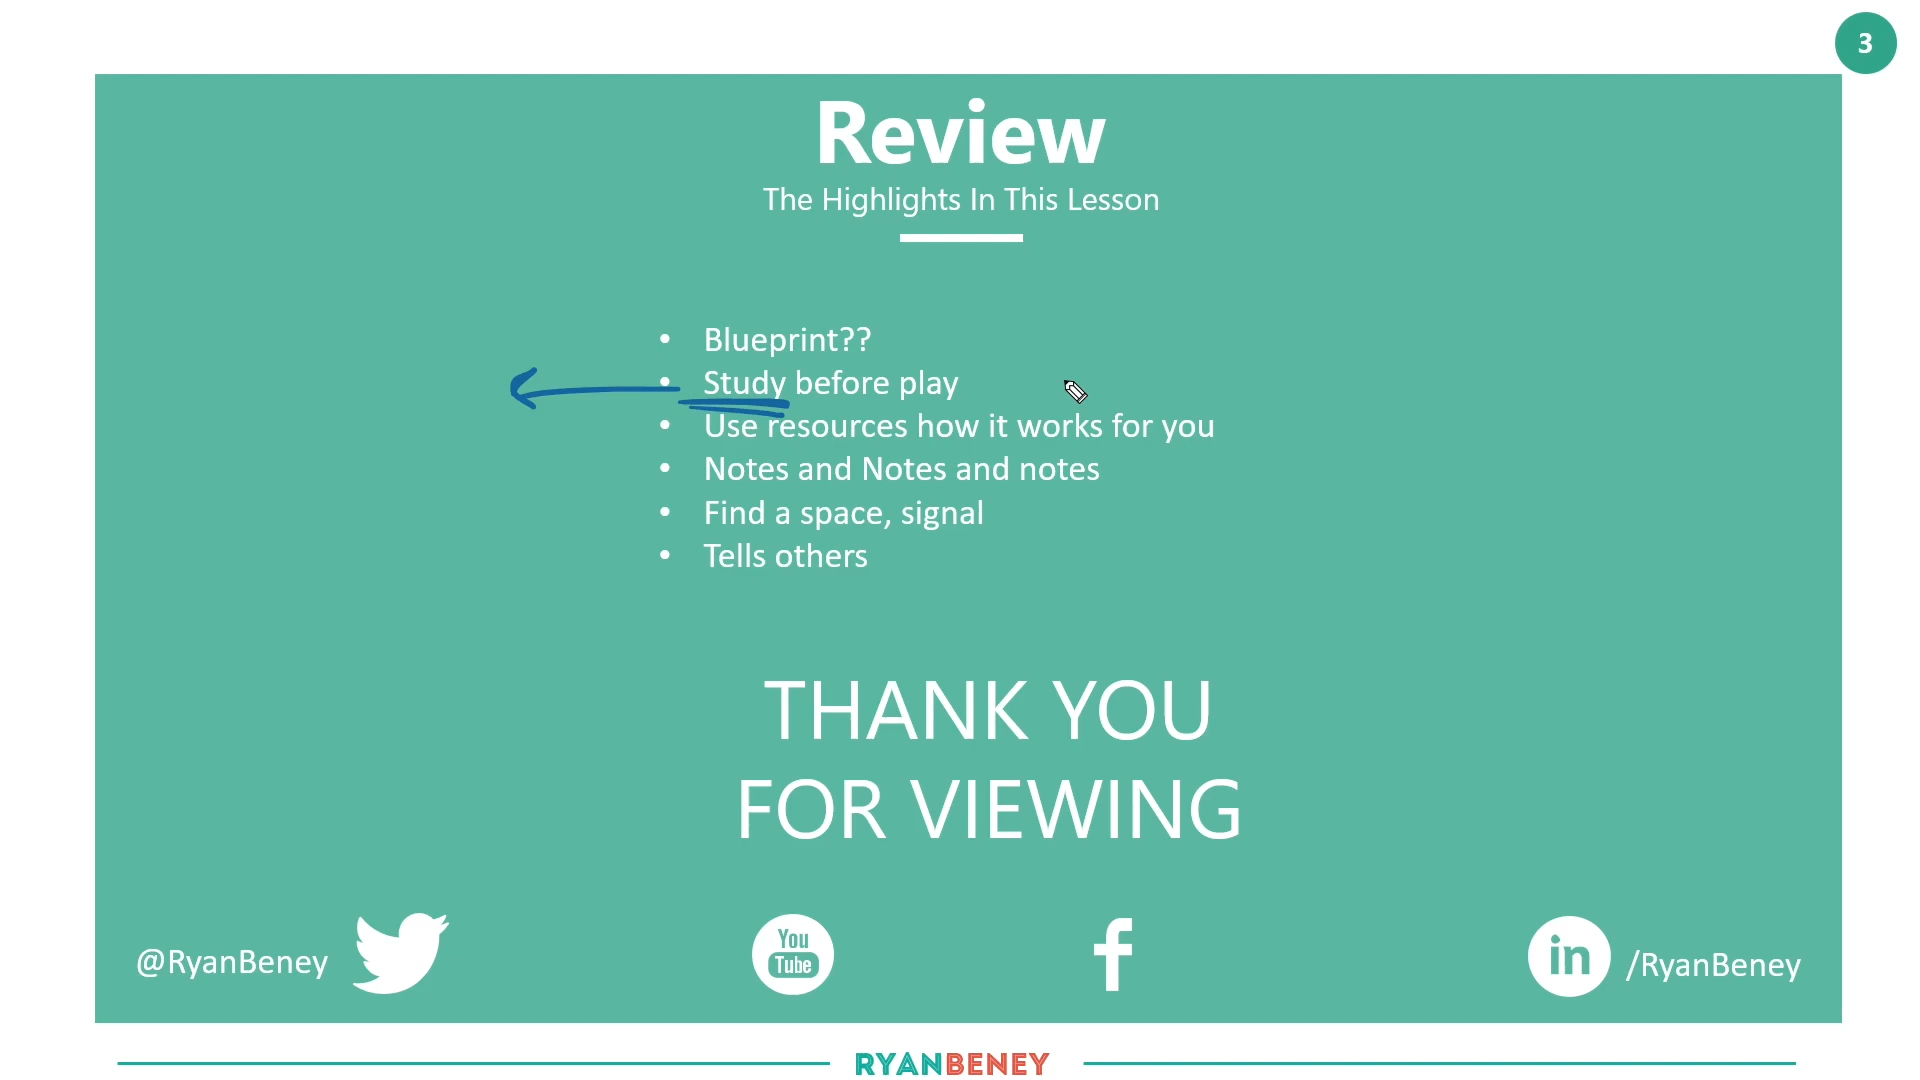 3
Review
The Highlights In This Lesson
• Blueprint??
• Study before play
• Use resources how it works for you
• Notes and Notes and notes
• Find a space, signal
• Tells others
THANK YOU
FOR VIEWING
@RyanBeney
You
Tube
f
in
/RyanBeney
RYANBENEY